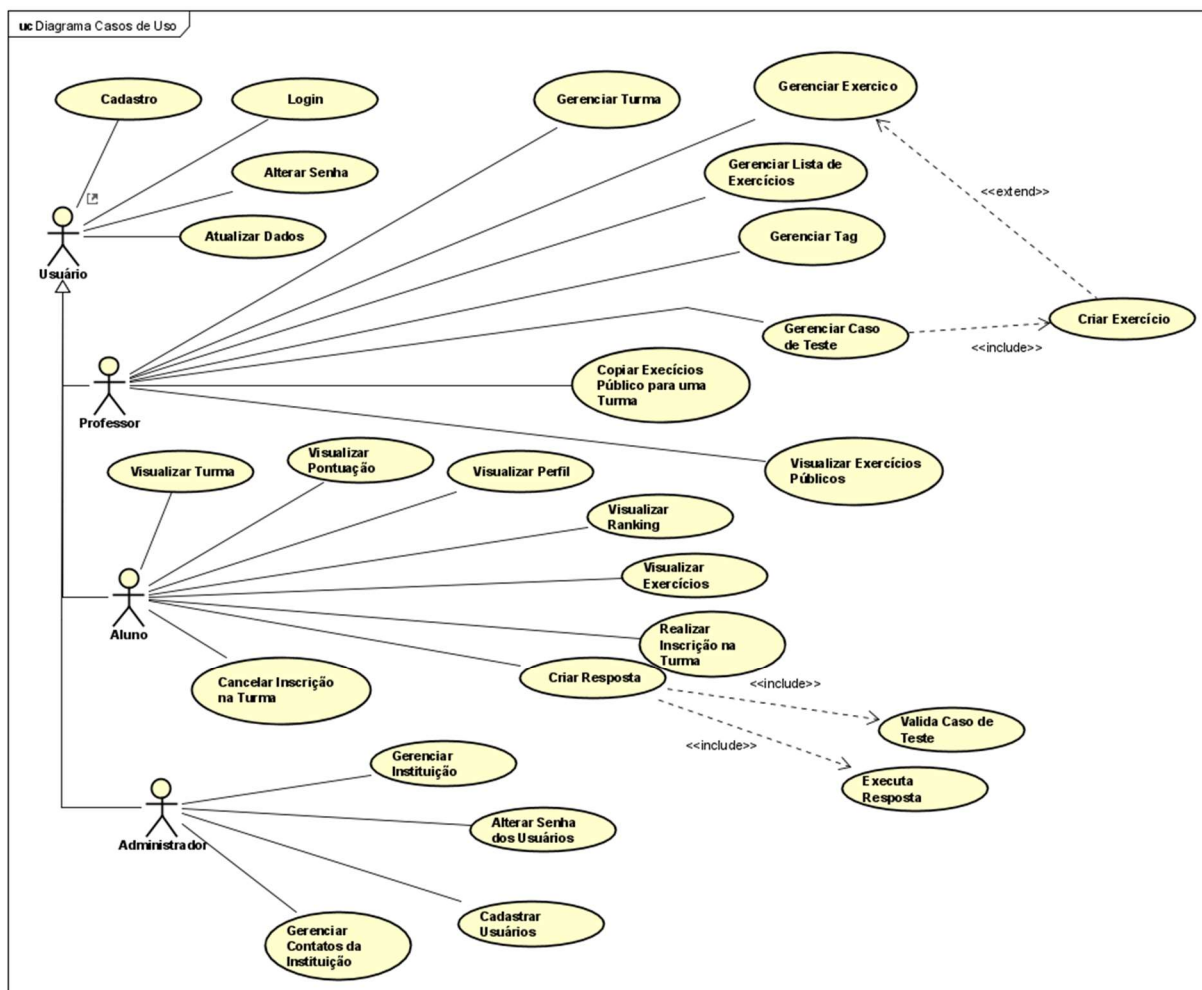 uc Diagrama Casos de Uso
Cadastro
Login
Alterar Senha
Atualizar Dados
Usuário
Gerenciar Turma
Gerenciar Exercico
Gerenciar Lista de
Exercícios
Gerenciar Tag
Gerenciar Caso
de Teste
<<extend>>
<<include>>
Criar Exercício
Copiar Execícios
Público para uma
Turma
Professor
Visualizar Exercícios
Públicos
Visualizar Turma
Visualizar
Pontuação
Visualizar Perfil
Visualizar
Ranking
Visualizar
Exercícios
Realizar
Inscrição na
Turma
Aluno
Cancelar Inscrição
na Turma
Criar Resposta
<<include>>
<<include>>
Valida Caso de
Teste
Executa
Resposta
Gerenciar
Instituição
Alterar Senha
dos Usuários
Administrador
Cadastrar
Usuários
Gerenciar
Contatos da
Instituição